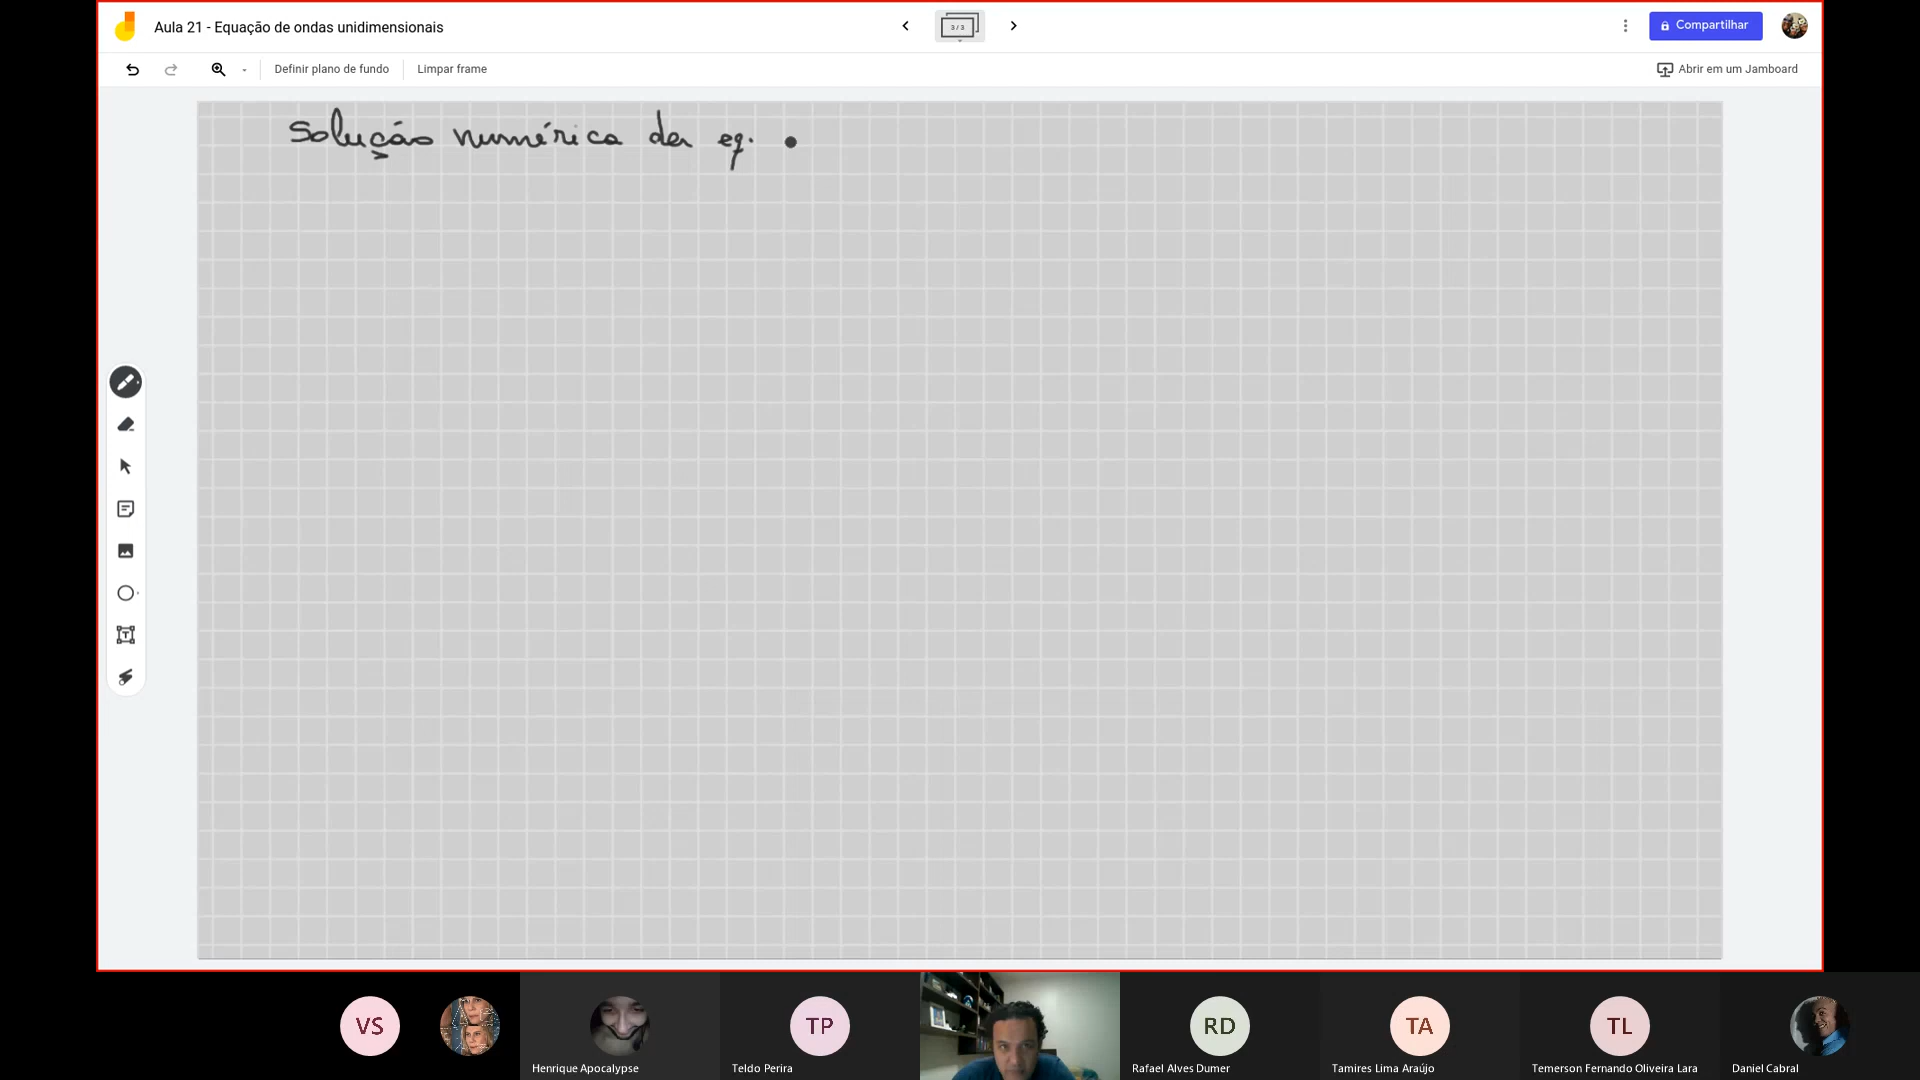 Aula 21 - Equação de ondas unidimensionais
3 / 3
Compartilhar
Definir plano de fundo
Limpar frame
Abrir em um Jamboard
Solução numérica da eq.
VS
TP
RD
TA
TL
Henrique Apocalypse
Teldo Perira
Rafael Alves Dumer
Tamires Lima Araújo
Temerson Fernando Oliveira Lara
Daniel Cabral